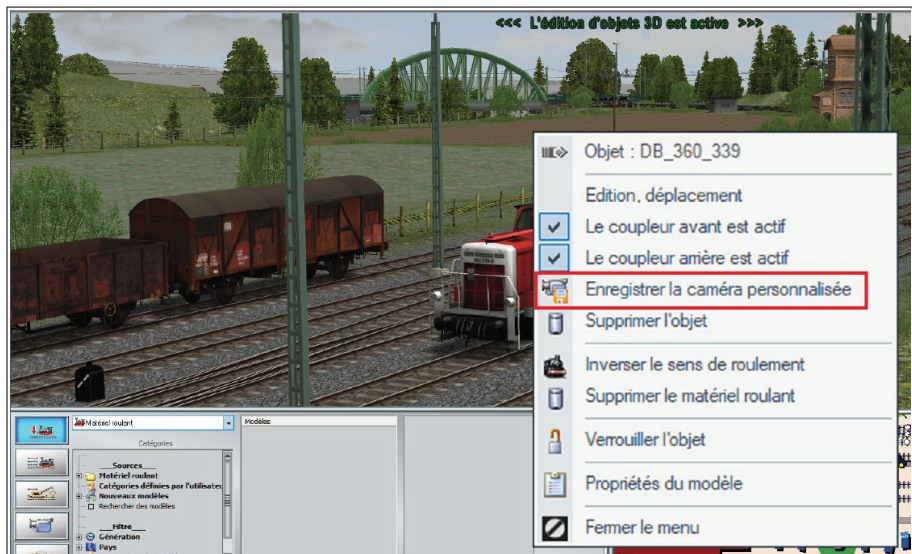 <<< L'édition d'objets 3D est active >>>
Objet : DB_360_339
Edition, déplacement
Le coupleur avant est actif
Le coupleur arrière est actif
Enregistrer la caméra personnalisée
Supprimer l'objet
Inverser le sens de roulement
Supprimer le matériel roulant
Verrouiller l'objet
Propriétés du modèle
Fermer le menu
Matériel roulant
Modèles
Catégories
Sources
Matériel roulant
Catégories définies par l'utilisateu
Nouveaux modèles
Rechercher des modèles
Filtre
Génération
Pays